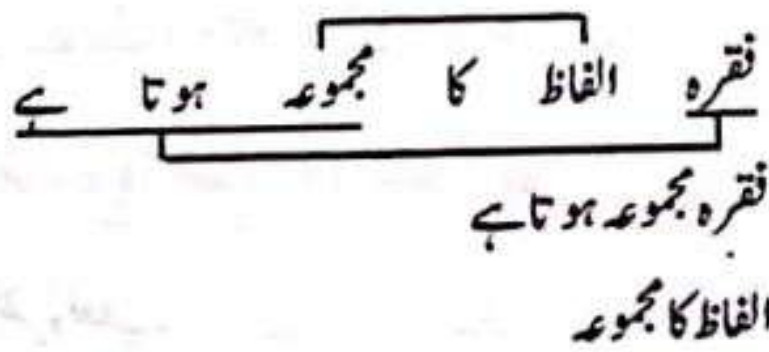 فقرہ الفاظ کا مجموعہ ہوتا ہے
فقرہ مجموعہ ہوتا ہے
الفاظ کا مجموعہ